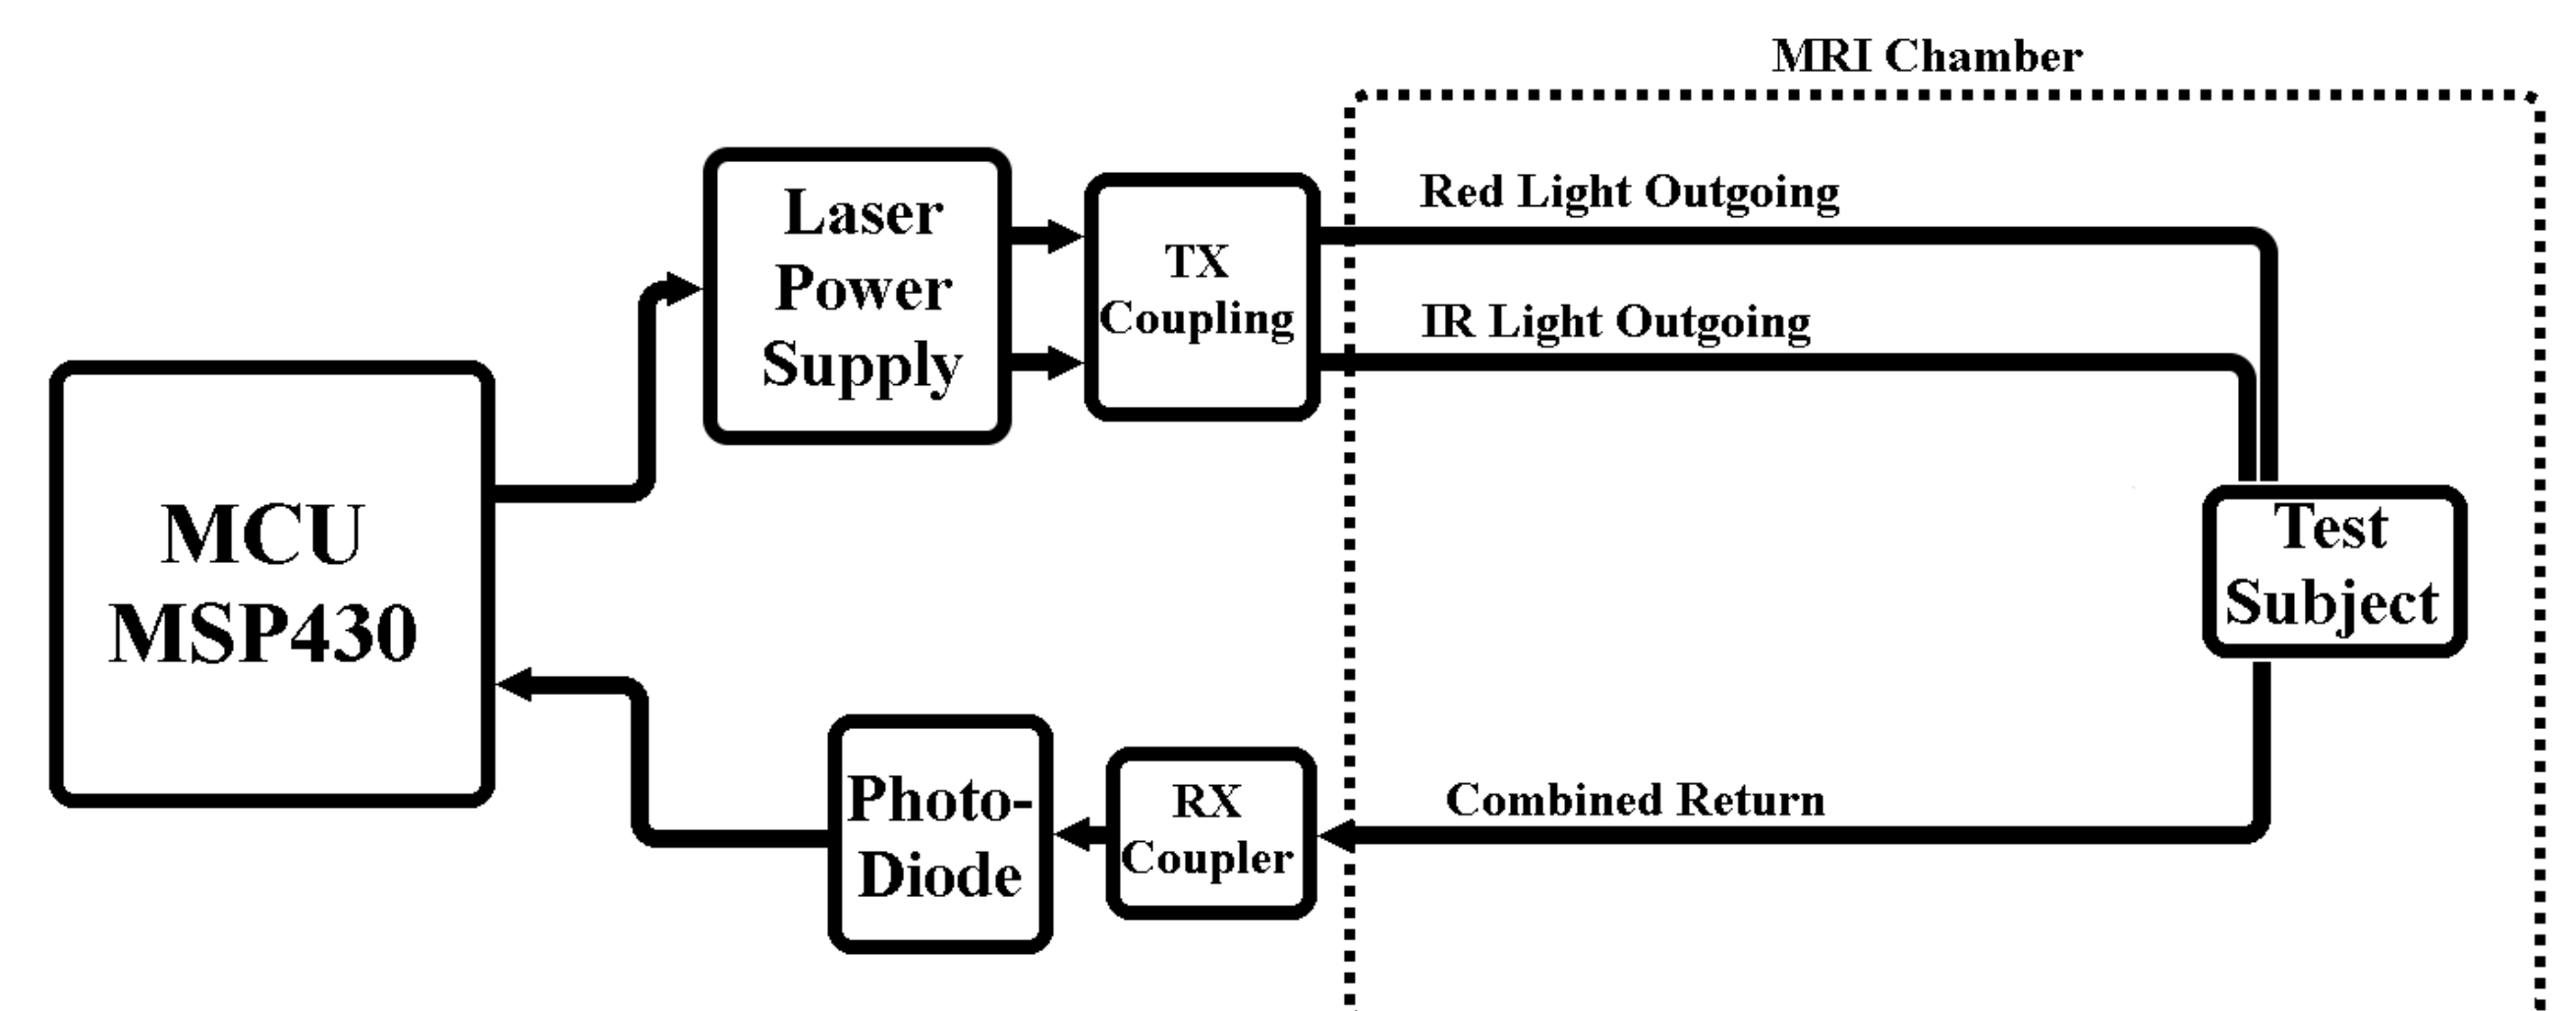 MRI Chamber
Laser
Power
Supply
TX
Coupling
Red Light Outgoing
IR Light Outgoing
MCU
MSP430
Test
Subject
Photo-
Diode
RX
Coupler
Combined Return